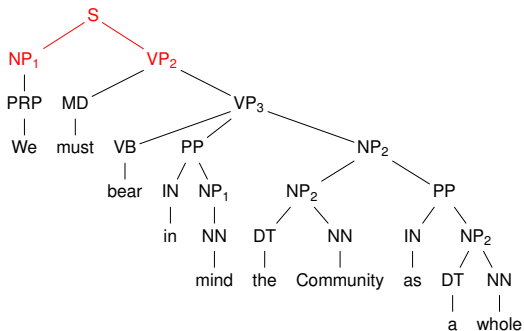 S
NP₁ VP₂
PRP MD VP₃
We must VB PP NP₂
bear IN NP₁ NP₂ PP
in NN DT NN IN NP₂
mind the Community as DT NN
a whole